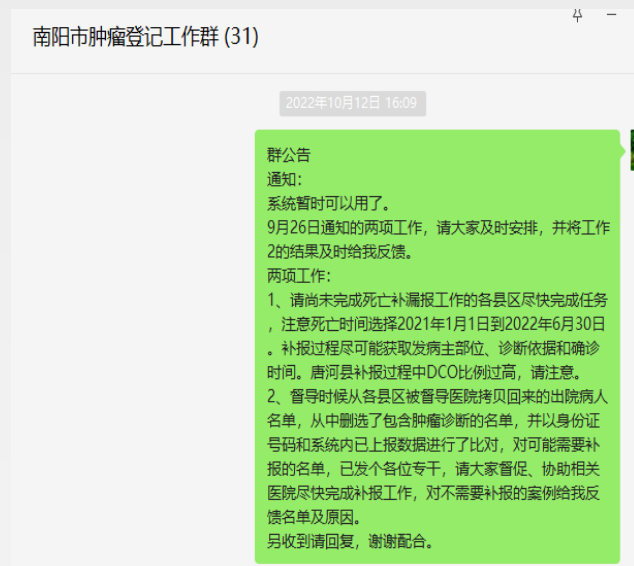 南阳市肿瘤登记工作群 (31)
2022年10月12日 16:09
群公告
通知：
系统暂时可以用了。
9月26日通知的两项工作，请大家及时安排，并将工作
2的结果及时给我反馈。
两项工作：
1、请尚未完成死亡补漏报工作的各县区尽快完成任务
，注意死亡时间选择2021年1月1日到2022年6月30日
。补报过程尽可能获取发病主部位、诊断依据和确诊
时间。唐河县补报过程中DCO比例过高，请注意。
2、督导时候从各县区被督导医院拷贝回来的出院病人
名单，从中删选了包含肿瘤诊断的名单，并以身份证
号码和系统内已上报数据进行了比对，对可能需要补
报的名单，已发个各位专干，请大家督促、协助相关
医院尽快完成补报工作，对不需要补报的案例给我反
馈名单及原因。
另收到请回复，谢谢配合。